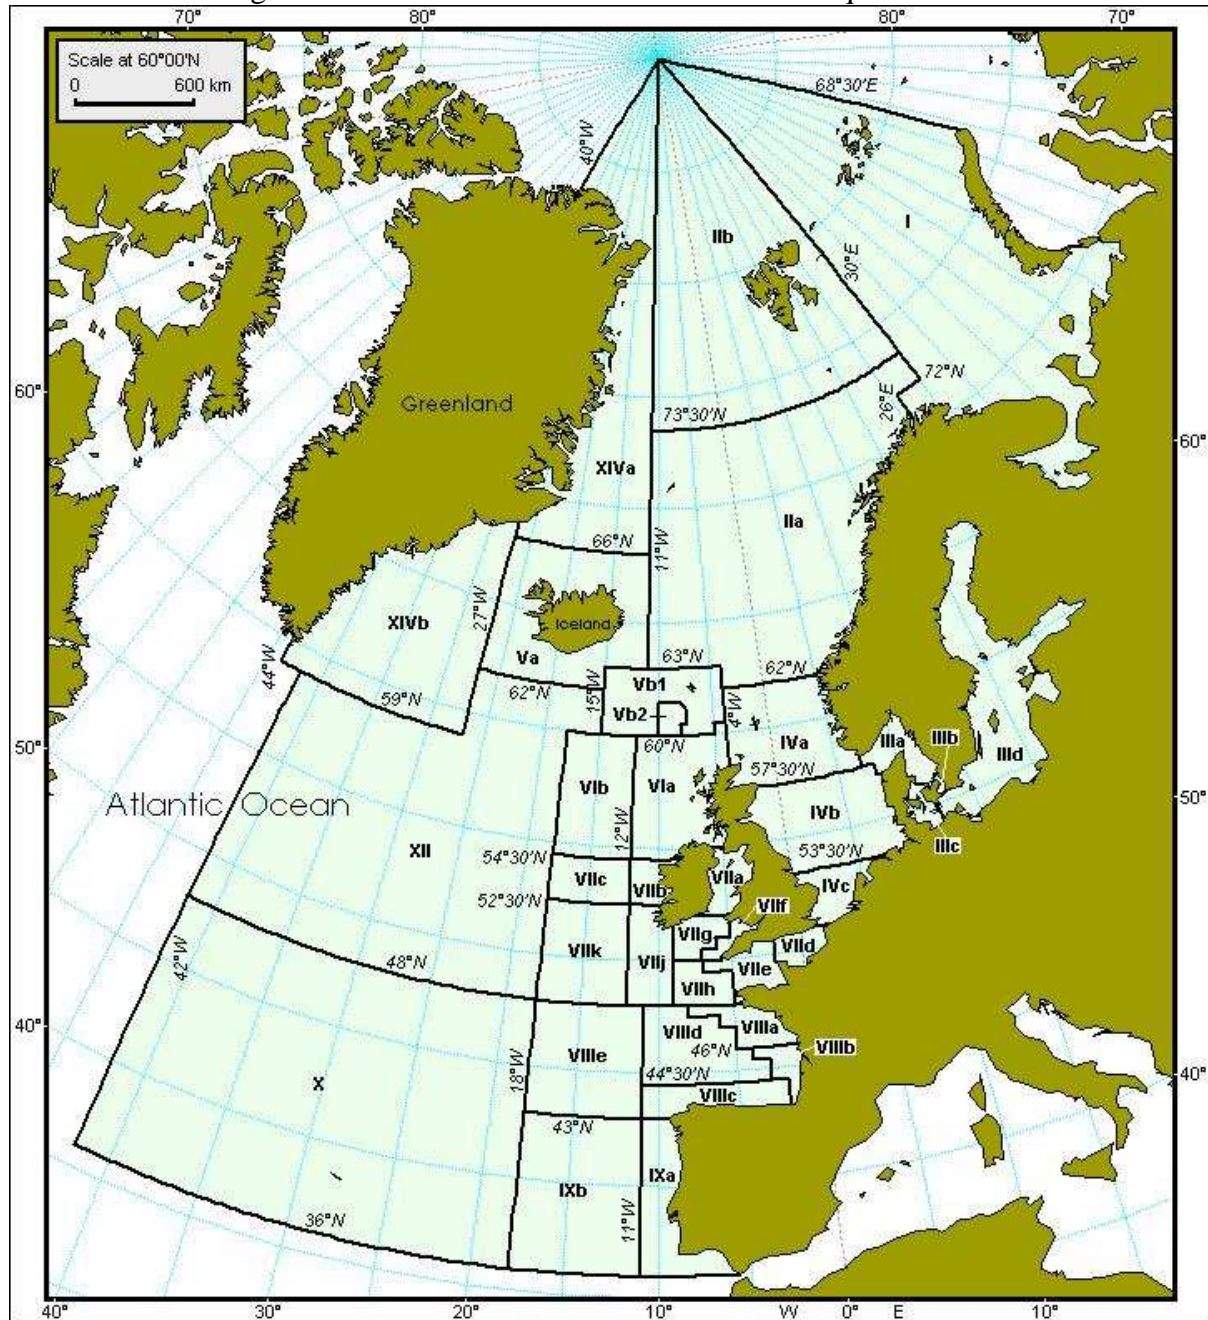 70°
80°
80°
70°
Scale at 60°00'N
0 600 km
68°30'E
40°W
I
IIb
30°E
72°N
60°
Greenland
26°E
73°30'N
60°
XIVa
IIa
66°N
11°W
27°W
XIVb
Iceland
Va
63°N
62°N
44°W
Vb1
59°N
62°N
15°W
4°W
Vb2
IVa
IIIa
IIIb
IIId
50°
60°N
57°30'N
VIb
VIa
50°
Atlantic Ocean
IVb
12°W
IIIc
XII
54°30'N
53°30'N
VIIc
VIIb
VIIa
IVc
52°30'N
VIIf
VIIg
VIId
42°W
48°N
VIIk
VIIj
VIIe
VIIh
40°
VIIId
VIIIa
VIIIb
VIIIe
46°N
18°W
44°30'N
40°
X
VIIIc
43°N
IXa
IXb
11°W
36°N
40°
30°
20°
10°
W
0°
E
10°